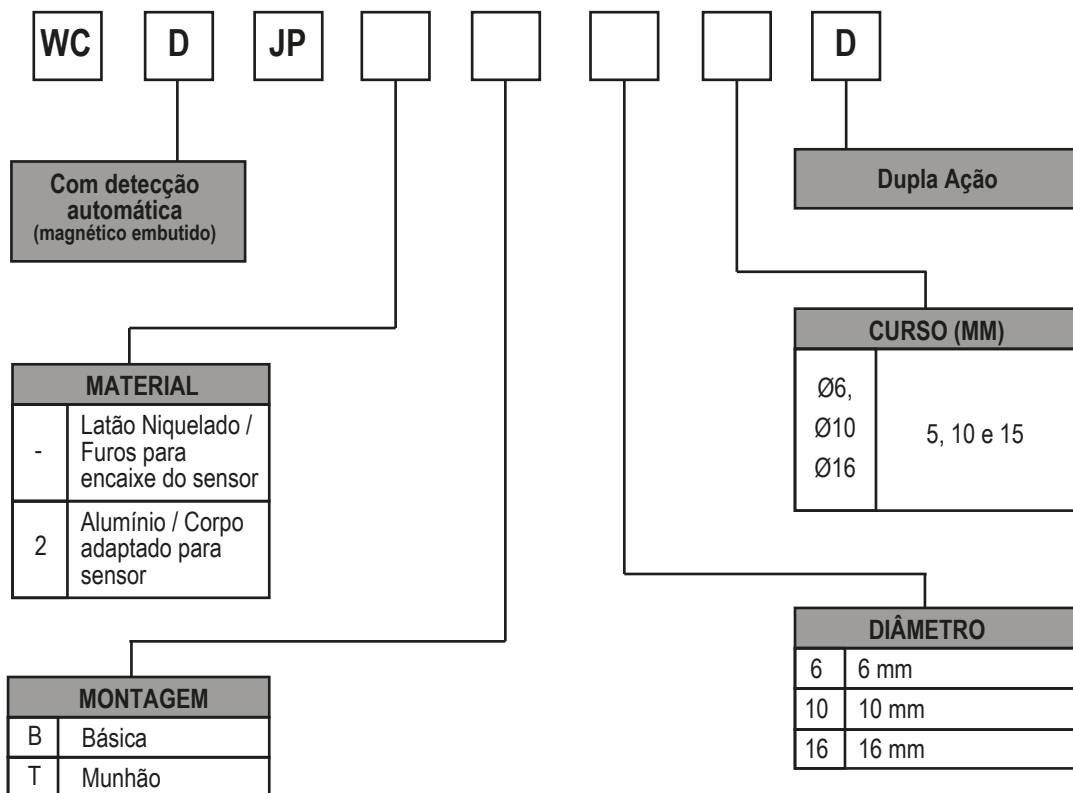 WC D JP D
Com detecção
automática
(magnético embutido)
Dupla Ação
MATERIAL
- Latão Niquelado /
Furos para
encaixe do sensor
2 Alumínio / Corpo
adaptado para
sensor
MONTAGEM
B Básica
T Munhão
CURSO (MM)
Ø6,
Ø10
Ø16
5, 10 e 15
DIÂMETRO
6 6 mm
10 10 mm
16 16 mm